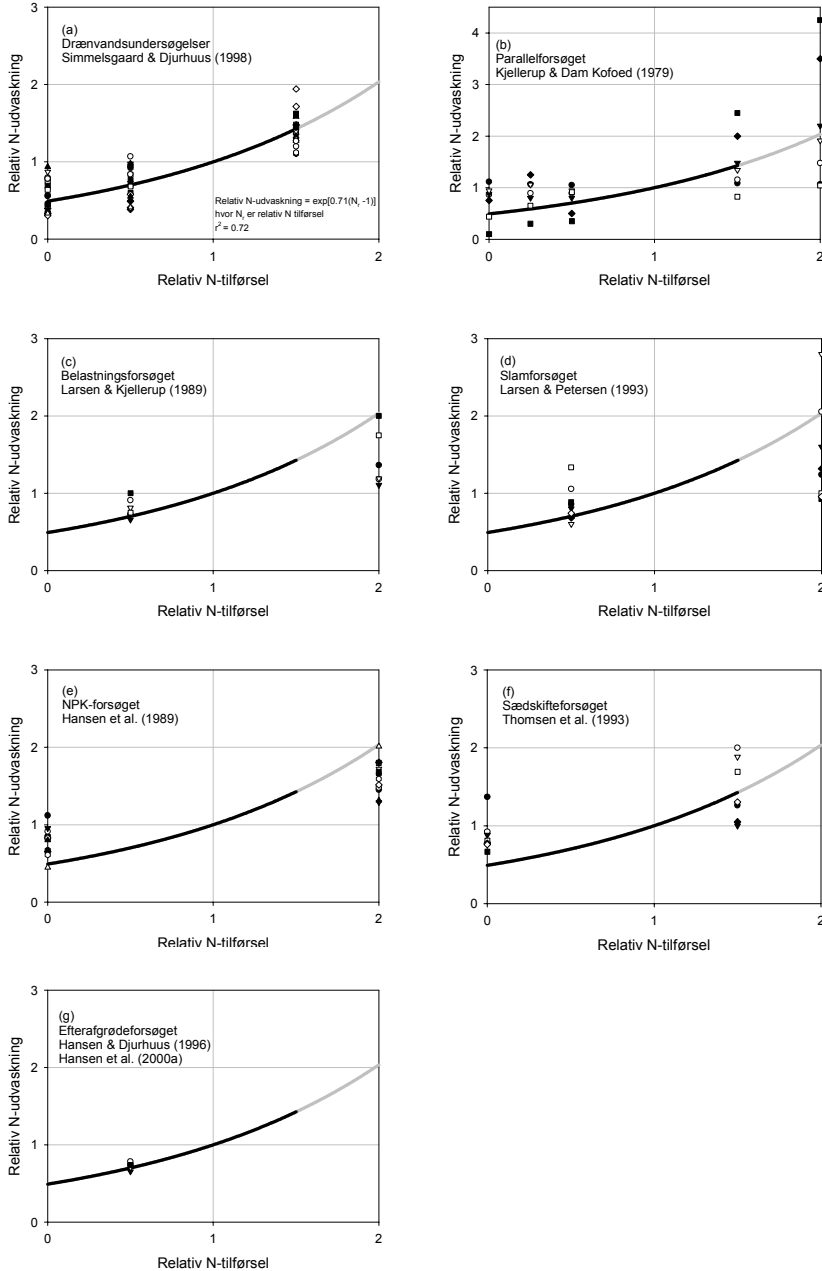 (a)
Drænvandsundersøgelser
Simmelsgaard & Djurhuus (1998)
Relativ N-udvaskning = exp[0.71(Nr -1)]
hvor Nr er relativ N tilførsel
r² = 0.72
Relativ N-udvaskning
3
2
1
0
0 1 2
Relativ N-tilførsel
(b)
Parallelforsøget
Kjellerup & Dam Kofoed (1979)
Relativ N-udvaskning
4
3
2
1
0
0 1 2
Relativ N-tilførsel
(c)
Belastningsforsøget
Larsen & Kjellerup (1989)
Relativ N-udvaskning
3
2
1
0
0 1 2
Relativ N-tilførsel
(d)
Slamforsøget
Larsen & Petersen (1993)
Relativ N-udvaskning
3
2
1
0
0 1 2
Relativ N-tilførsel
(e)
NPK-forsøget
Hansen et al. (1989)
Relativ N-udvaskning
3
2
1
0
0 1 2
Relativ N-tilførsel
(f)
Sædskifteforsøget
Thomsen et al. (1993)
Relativ N-udvaskning
3
2
1
0
0 1 2
Relativ N-tilførsel
(g)
Efterafgrødeforsøget
Hansen & Djurhuus (1996)
Hansen et al. (2000a)
Relativ N-udvaskning
3
2
1
0
0 1 2
Relativ N-tilførsel